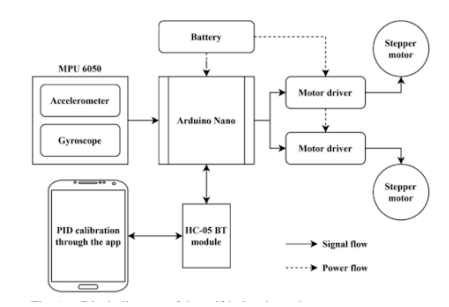 Battery
Stepper
motor
MPU 6050
Accelerometer
Gyroscope
Arduino Nano
Motor driver
Motor driver
Stepper
motor
PID calibration
through the app
HC-05 BT
module
Signal flow
Power flow